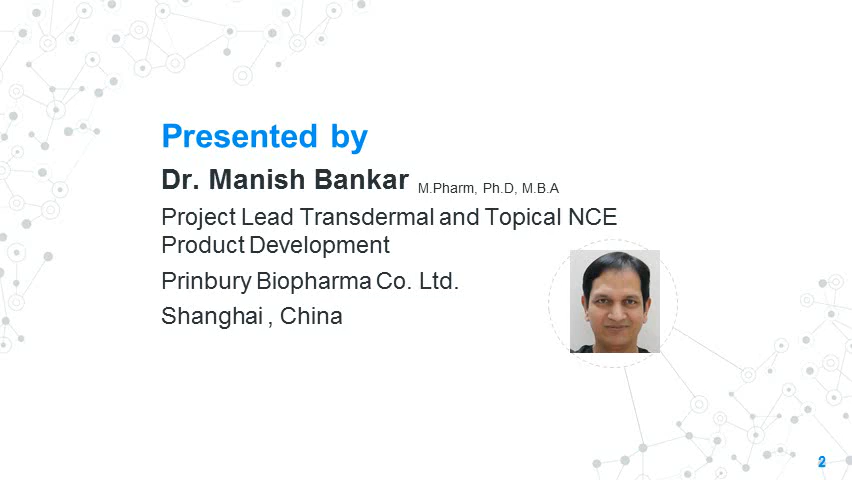 Presented by
Dr. Manish Bankar M.Pharm, Ph.D, M.B.A
Project Lead Transdermal and Topical NCE
Product Development
Prinbury Biopharma Co. Ltd.
Shanghai , China
2